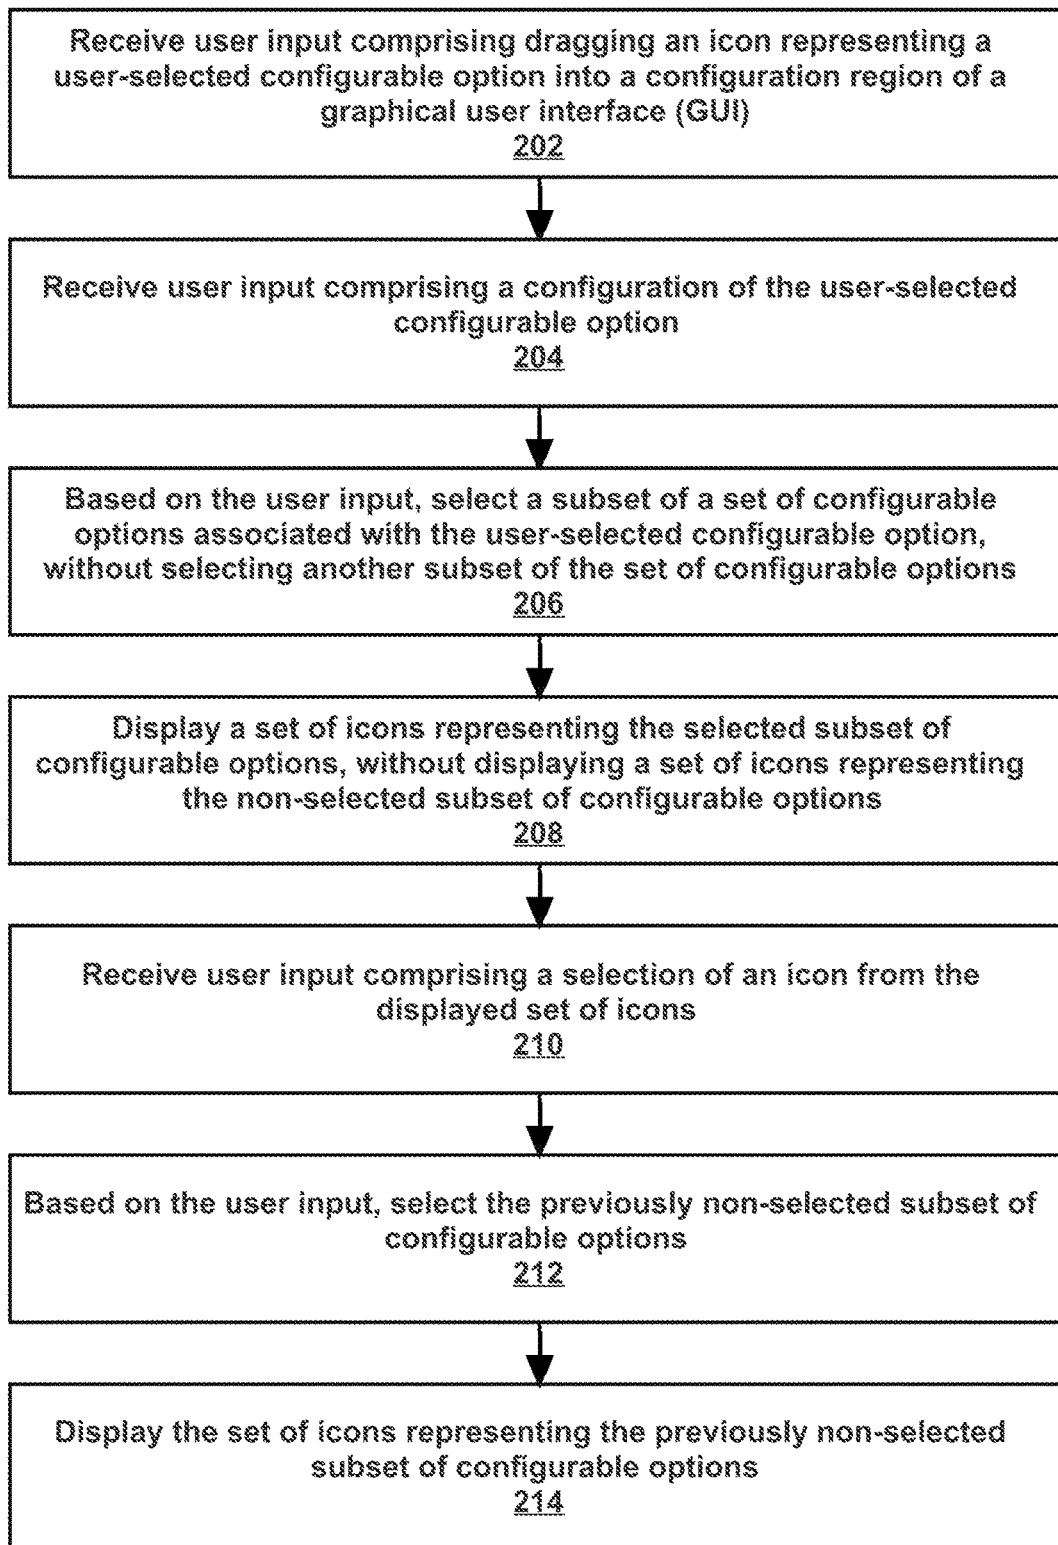 Receive user input comprising dragging an icon representing a
user-selected configurable option into a configuration region of a
graphical user interface (GUI)
202
Receive user input comprising a configuration of the user-selected
configurable option
204
Based on the user input, select a subset of a set of configurable
options associated with the user-selected configurable option,
without selecting another subset of the set of configurable options
206
Display a set of icons representing the selected subset of
configurable options, without displaying a set of icons representing
the non-selected subset of configurable options
208
Receive user input comprising a selection of an icon from the
displayed set of icons
210
Based on the user input, select the previously non-selected subset of
configurable options
212
Display the set of icons representing the previously non-selected
subset of configurable options
214